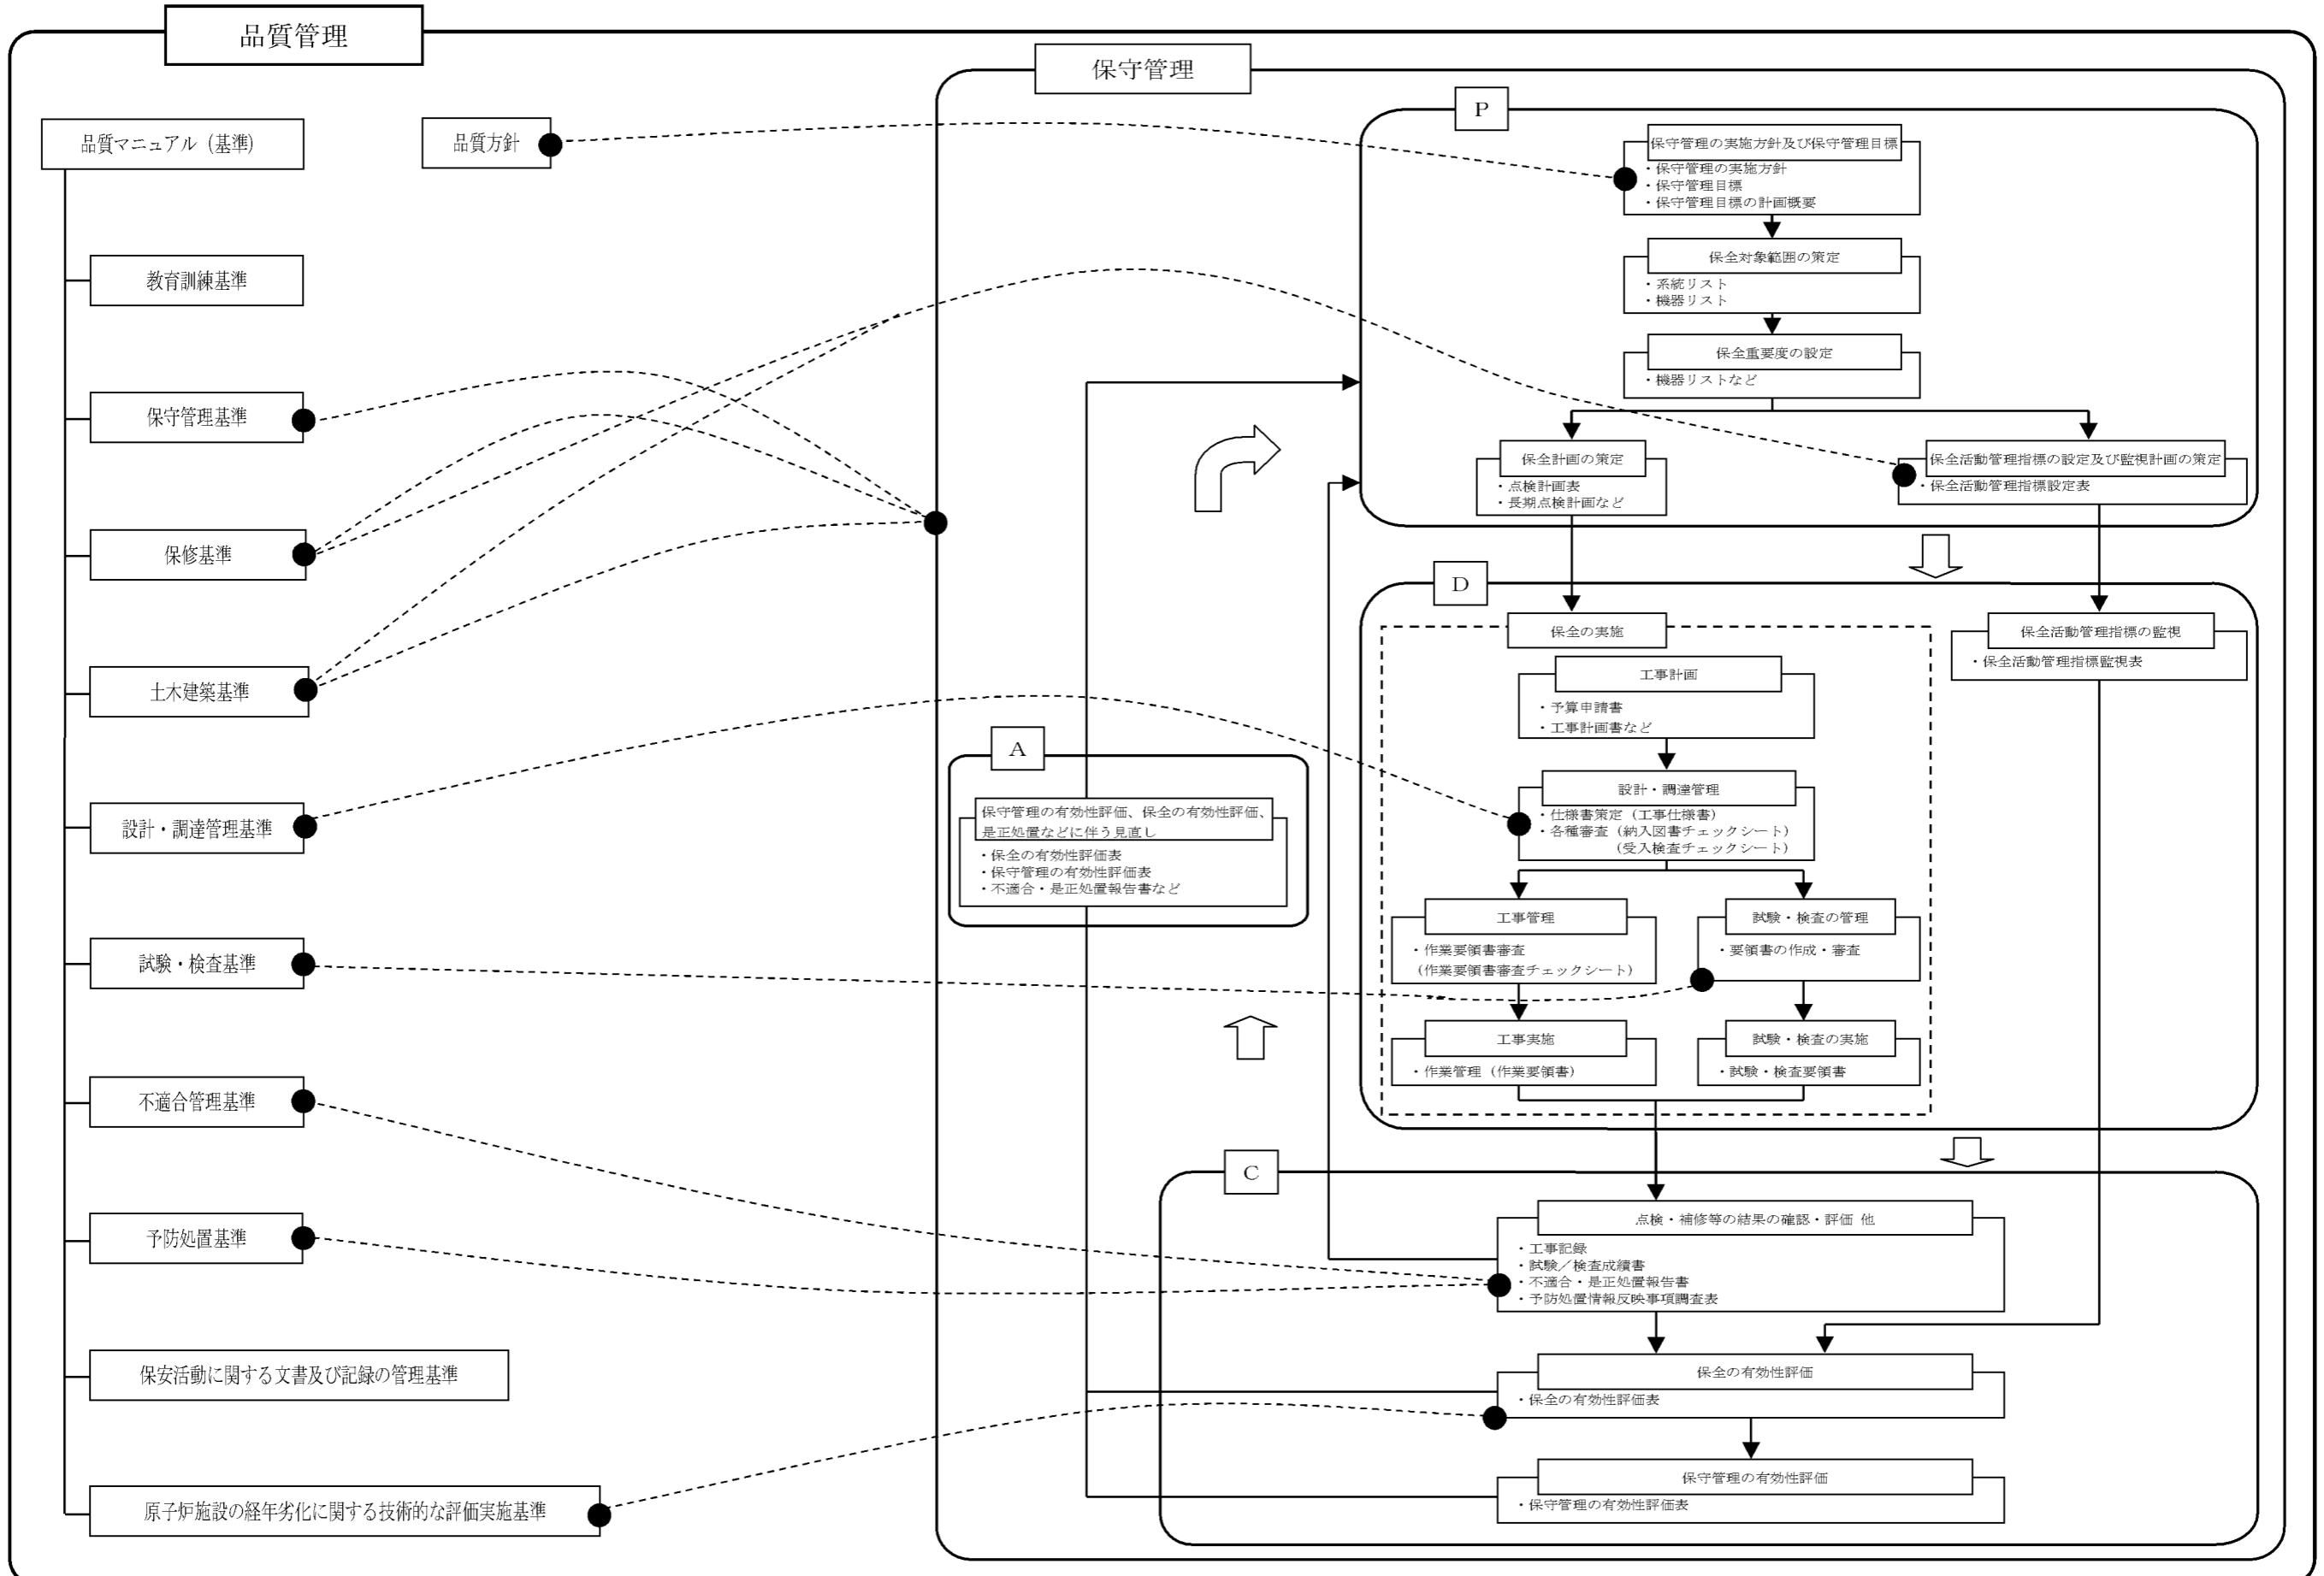 品質管理
品質マニュアル（基準）
品質方針
教育訓練基準
保守管理基準
保修基準
土木建築基準
設計・調達管理基準
試験・検査基準
不適合管理基準
予防処置基準
保安活動に関する文書及び記録の管理基準
原子炉施設の経年劣化に関する技術的な評価実施基準
保守管理
P
保守管理の実施方針及び保守管理目標
・保守管理の実施方針
・保守管理目標
・保守管理目標の計画概要
保全対象範囲の策定
・系統リスト
・機器リスト
保全重要度の設定
・機器リストなど
保全計画の策定
・点検計画表
・長期点検計画など
保全活動管理指標の設定及び監視計画の策定
・保全活動管理指標設定表
D
保全の実施
工事計画
・予算申請書
・工事計画書など
設計・調達管理
・仕様書策定（工事仕様書）
・各種審査（納入図書チェックシート）
（受入検査チェックシート）
工事管理
・作業要領書審査
（作業要領書審査チェックシート）
試験・検査の管理
・要領書の作成・審査
工事実施
・作業管理（作業要領書）
試験・検査の実施
・試験・検査要領書
保全活動管理指標の監視
・保全活動管理指標監視表
A
保守管理の有効性評価、保全の有効性評価、
是正処置などに伴う見直し
・保全の有効性評価表
・保守管理の有効性評価表
・不適合・是正処置報告書など
C
点検・補修等の結果の確認・評価 他
・工事記録
・試験／検査成績書
・不適合・是正処置報告書
・予防処置情報反映事項調査表
保全の有効性評価
・保全の有効性評価表
保守管理の有効性評価
・保守管理の有効性評価表